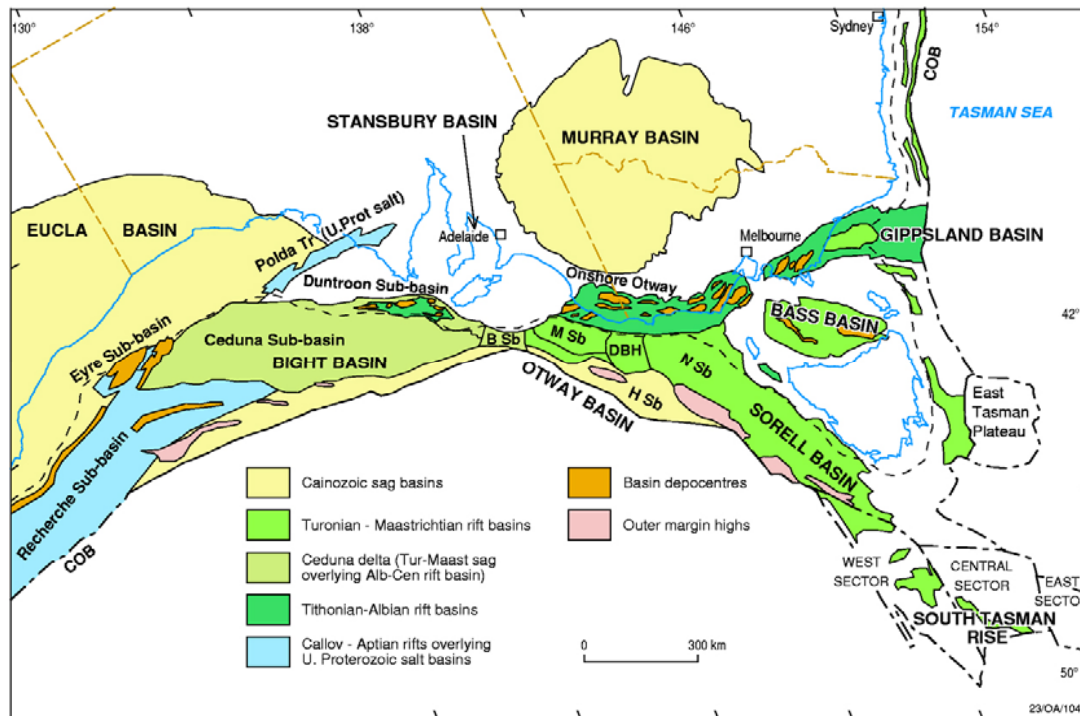 130°
138°
146°
154°
Sydney
COB
TASMAN SEA
STANSBURY BASIN
MURRAY BASIN
EUCLA BASIN
Polda Tr. (U.Prot salt)
Adelaide
Melbourne
GIPPSLAND BASIN
Duntroon Sub-basin
Onshore Otway
42°
Eyre Sub-basin
Ceduna Sub-basin
BIGHT BASIN
B Sb
M Sb
DBH
N Sb
BASS BASIN
OTWAY BASIN
H Sb
SORELL BASIN
East
Tasman
Plateau
Recherche Sub-basin
COB
Cainozoic sag basins
Turonian - Maastrichtian rift basins
Ceduna delta (Tur-Maast sag
overlying Alb-Cen rift basin)
Tithonian-Albian rift basins
Callov - Aptian rifts overlying
U. Proterozoic salt basins
Basin depocentres
Outer margin highs
0 300 km
WEST
SECTOR
CENTRAL
SECTOR
EAST
SECTO
SOUTH TASMAN
RISE
50°
23/OA/104